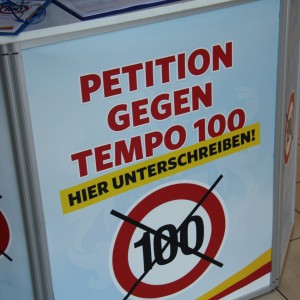 PETITION
GEGEN
TEMPO 100
HIER UNTERSCHREIBEN!
100